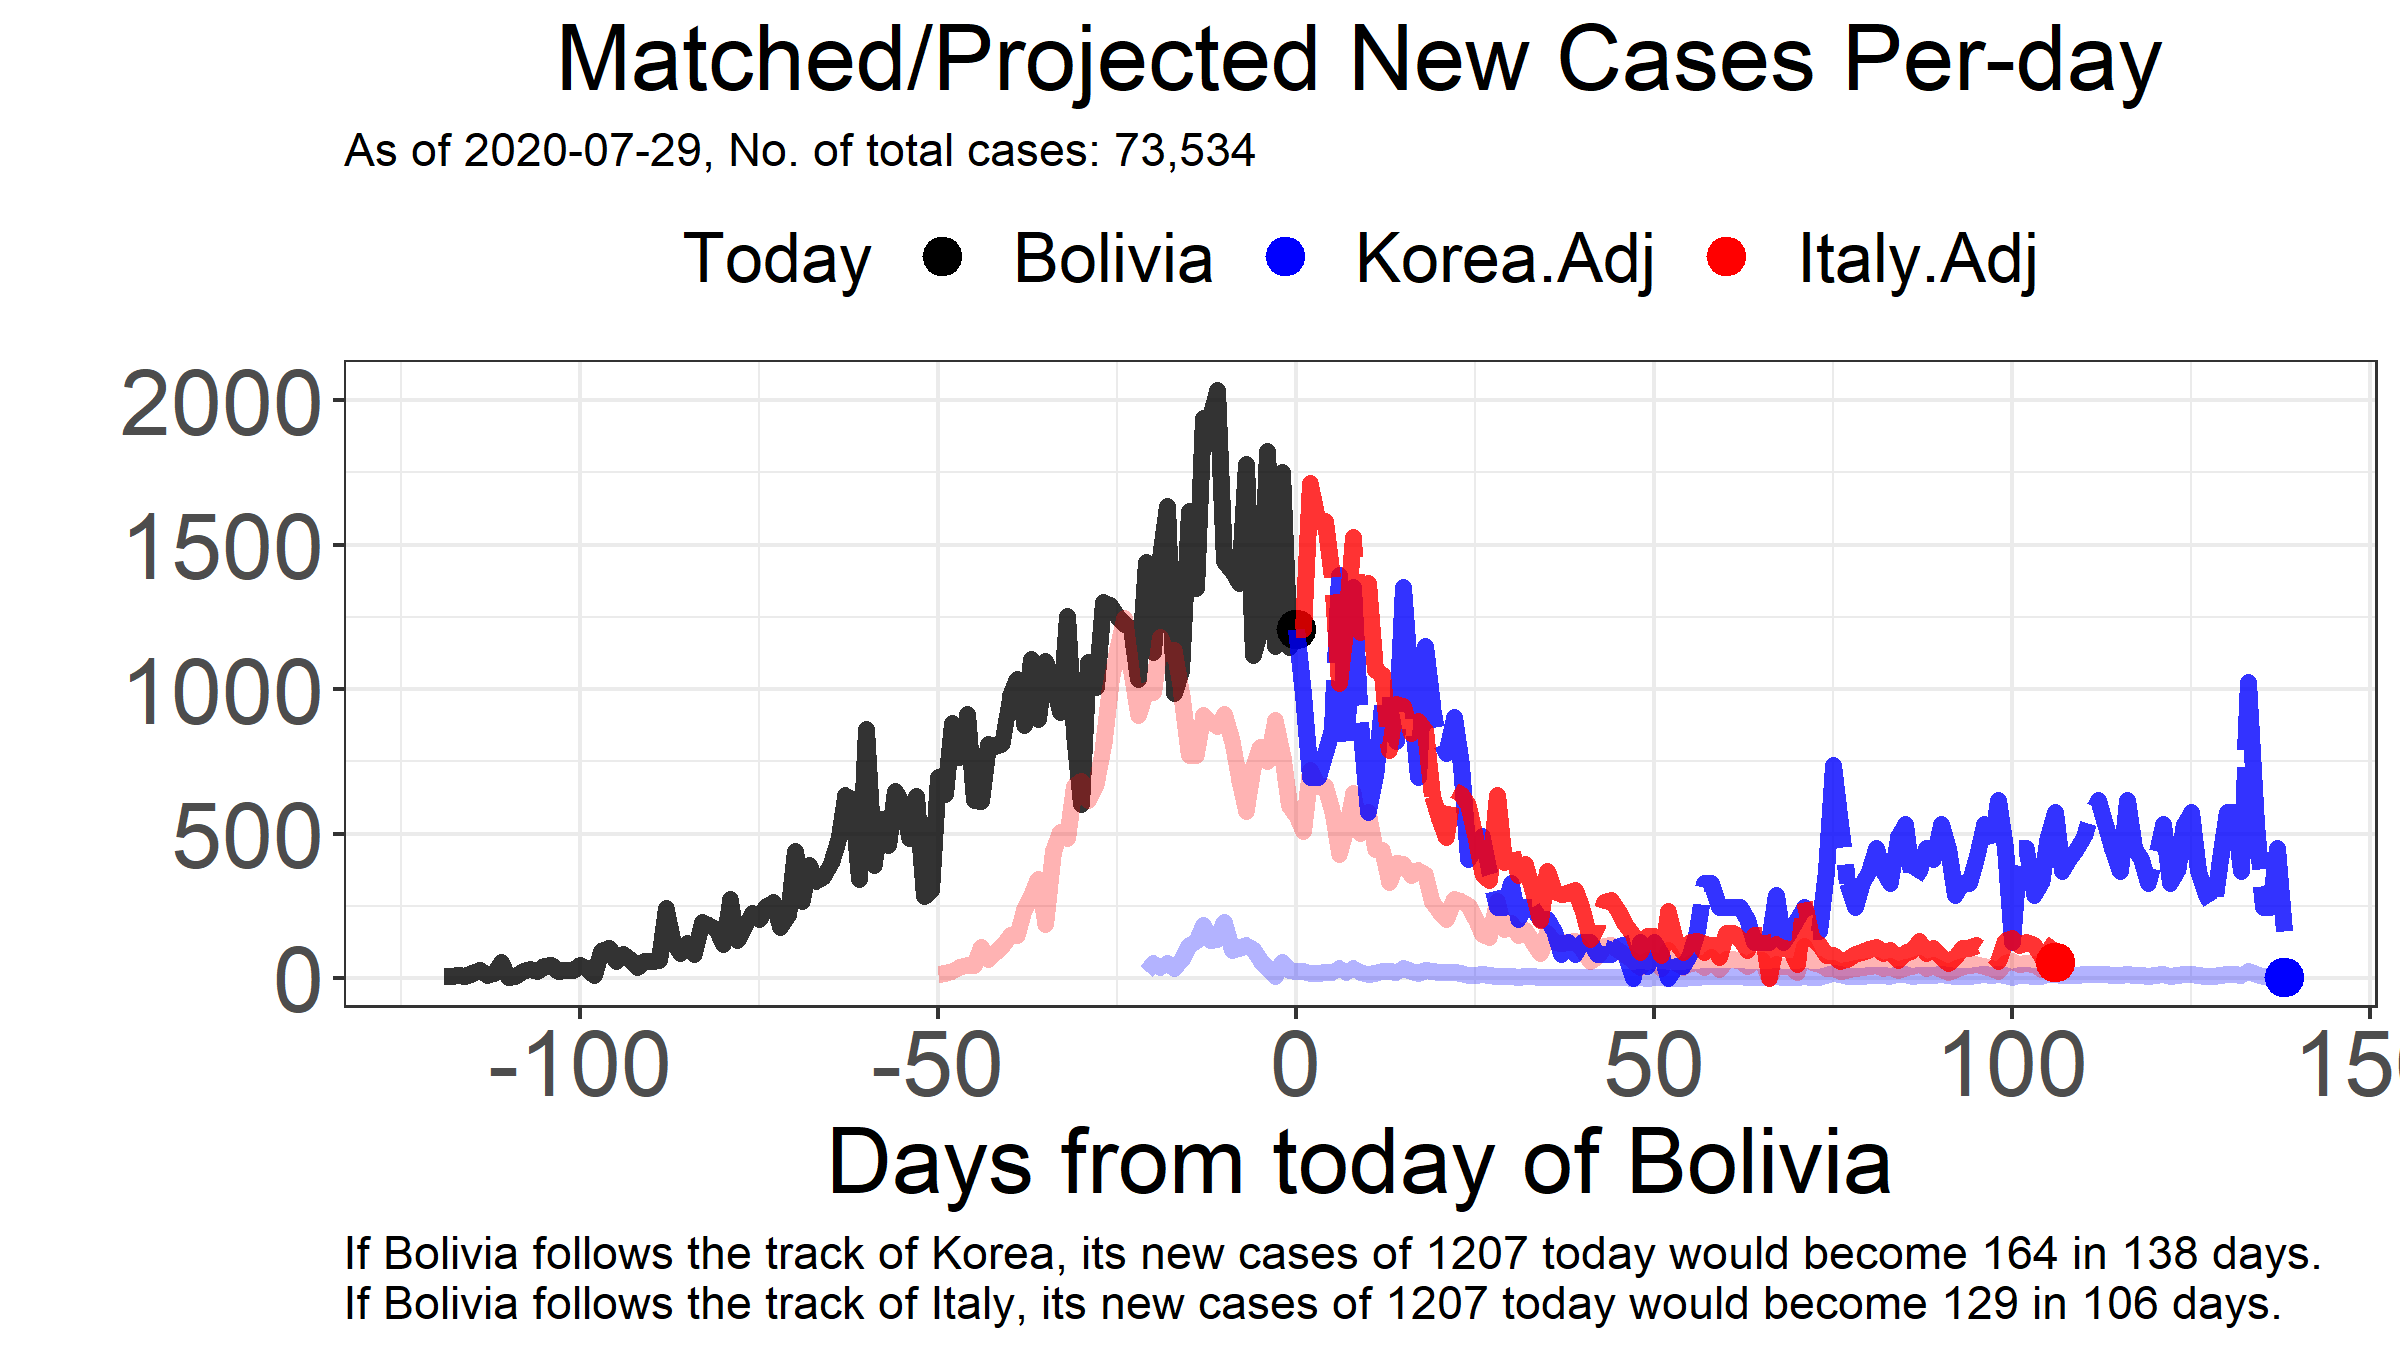 Matched/Projected New Cases Per-day
As of 2020-07-29, No. of total cases: 73,534
Today Bolivia Korea.Adj Italy.Adj
2000
1500
1000
500
0
-100 -50 0 50 100
Days from today of Bolivia
If Bolivia follows the track of Korea, its new cases of 1207 today would become 164 in 138 days.
If Bolivia follows the track of Italy, its new cases of 1207 today would become 129 in 106 days.